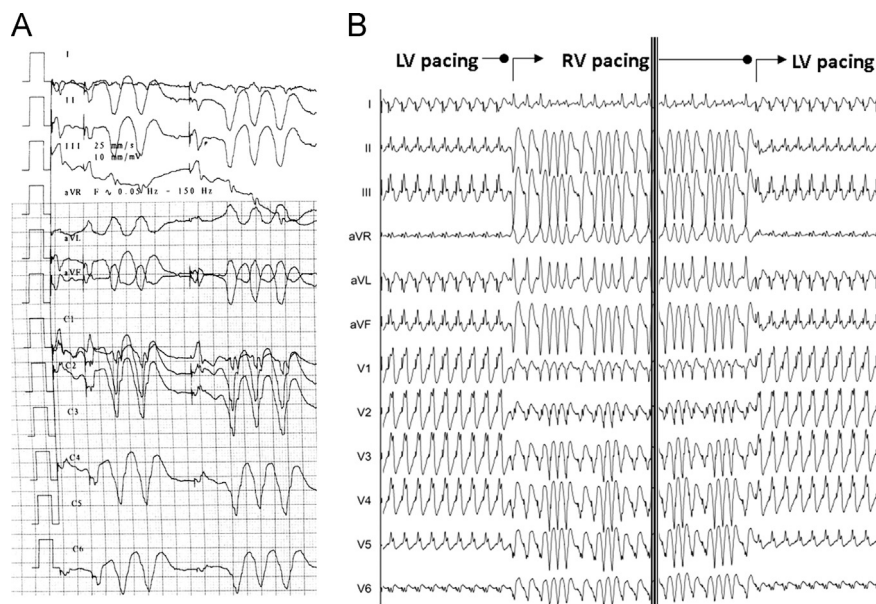 A
I
II
III 25 mm/s
10 mm/mV
aVR F ∿ 0.05 Hz - 150 Hz
aVL
aVF
C1
C2
C3
C4
C5
C6
B
LV pacing RV pacing LV pacing
I
II
III
aVR
aVL
aVF
V1
V2
V3
V4
V5
V6